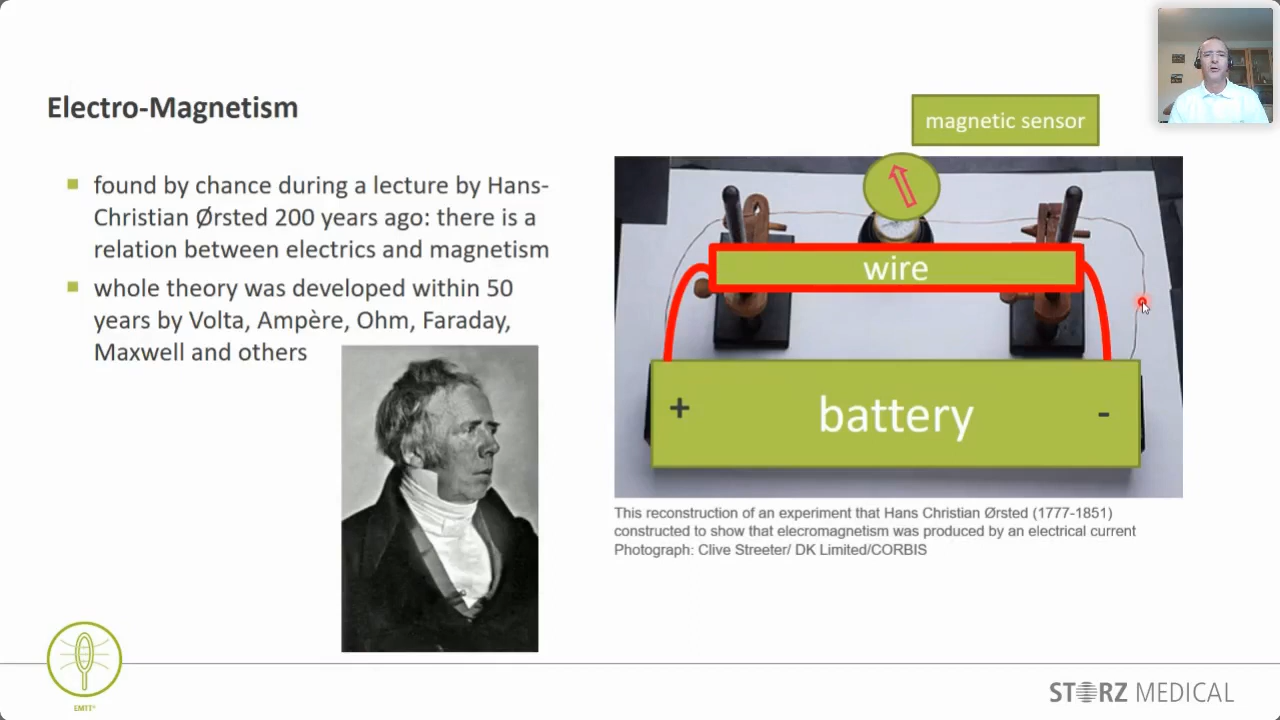 Electro-Magnetism
found by chance during a lecture by Hans-
Christian Ørsted 200 years ago: there is a
relation between electrics and magnetism
whole theory was developed within 50
years by Volta, Ampère, Ohm, Faraday,
Maxwell and others
magnetic sensor
wire
+ battery -
This reconstruction of an experiment that Hans Christian Ørsted (1777-1851)
constructed to show that elecromagnetism was produced by an electrical current
Photograph: Clive Streeter/ DK Limited/CORBIS
EMTT®
STORZ MEDICAL